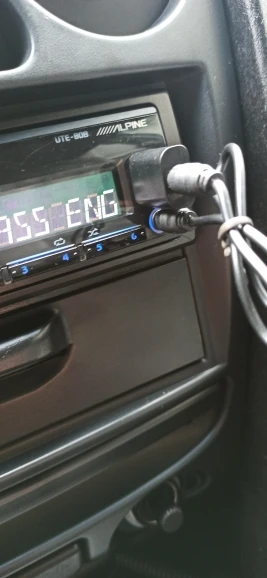 UTE-80B ALPINE
ASS ENG
3 4 5 6